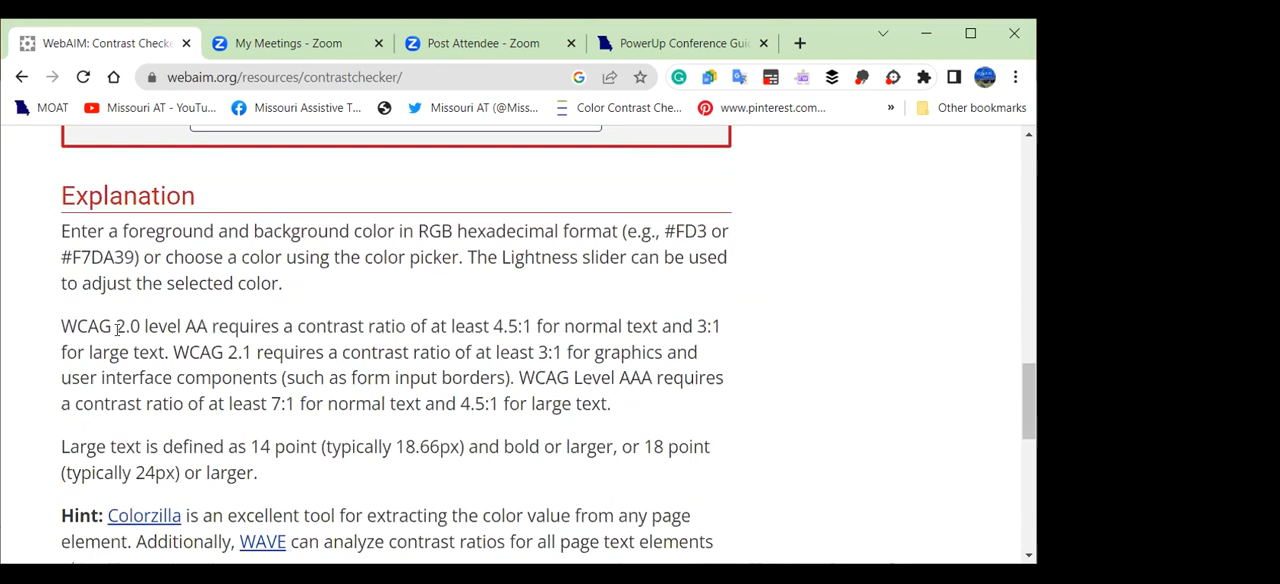 WebAIM: Contrast Checke
My Meetings - Zoom
Post Attendee - Zoom
PowerUp Conference Gui
webaim.org/resources/contrastchecker/
MOAT
Missouri AT - YouTu...
Missouri Assistive T...
Missouri AT (@Miss...
Color Contrast Che...
www.pinterest.com...
»
Other bookmarks
Explanation
Enter a foreground and background color in RGB hexadecimal format (e.g., #FD3 or
#F7DA39) or choose a color using the color picker. The Lightness slider can be used
to adjust the selected color.
WCAG 2.0 level AA requires a contrast ratio of at least 4.5:1 for normal text and 3:1
for large text. WCAG 2.1 requires a contrast ratio of at least 3:1 for graphics and
user interface components (such as form input borders). WCAG Level AAA requires
a contrast ratio of at least 7:1 for normal text and 4.5:1 for large text.
Large text is defined as 14 point (typically 18.66px) and bold or larger, or 18 point
(typically 24px) or larger.
Hint: Colorzilla is an excellent tool for extracting the color value from any page
element. Additionally, WAVE can analyze contrast ratios for all page text elements